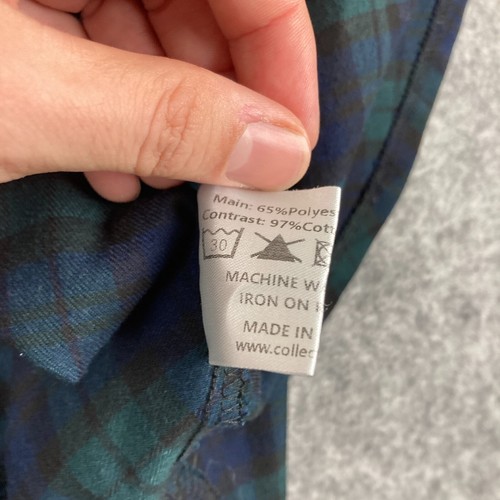 Main: 65%Polyes
Contrast: 97%Cott
30
MACHINE W
IRON ON
MADE IN
www.collec